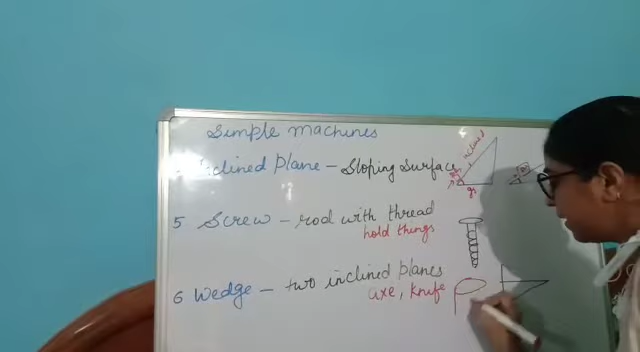 Simple machines
Inclined plane - Sloping surface
inclined
5 Screw - rod with thread
hold things
6 Wedge - two inclined planes
axe, knife